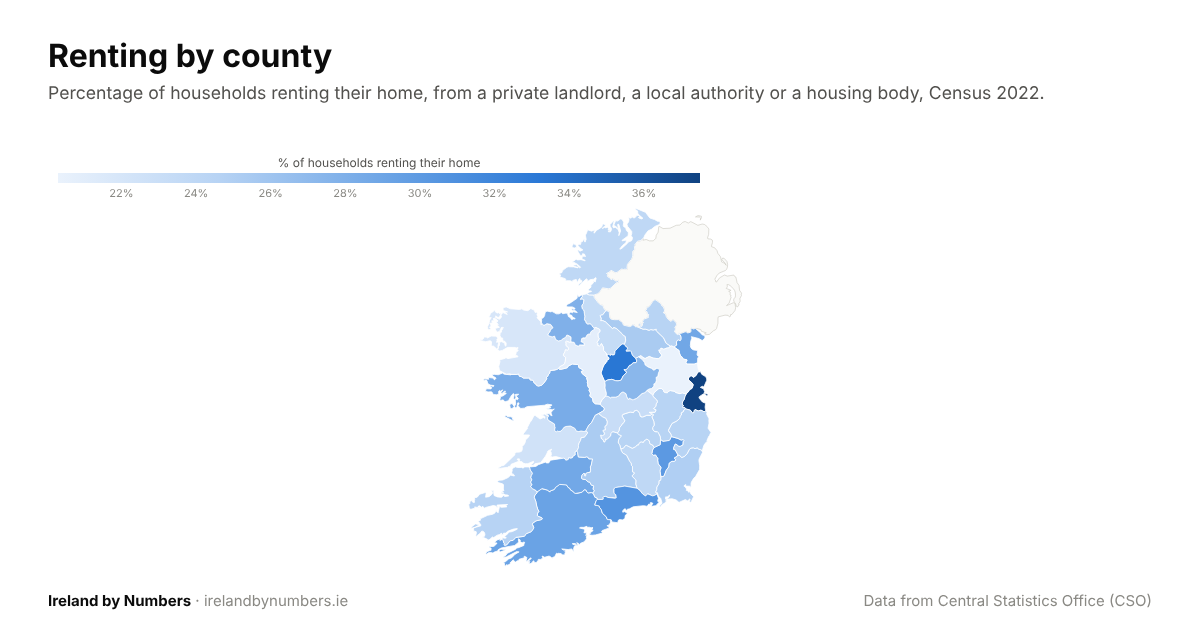 Renting by county
Percentage of households renting their home, from a private landlord, a local authority or a housing body, Census 2022.
% of households renting their home
22% 24% 26% 28% 30% 32% 34% 36%
Ireland by Numbers · irelandbynumbers.ie
Data from Central Statistics Office (CSO)